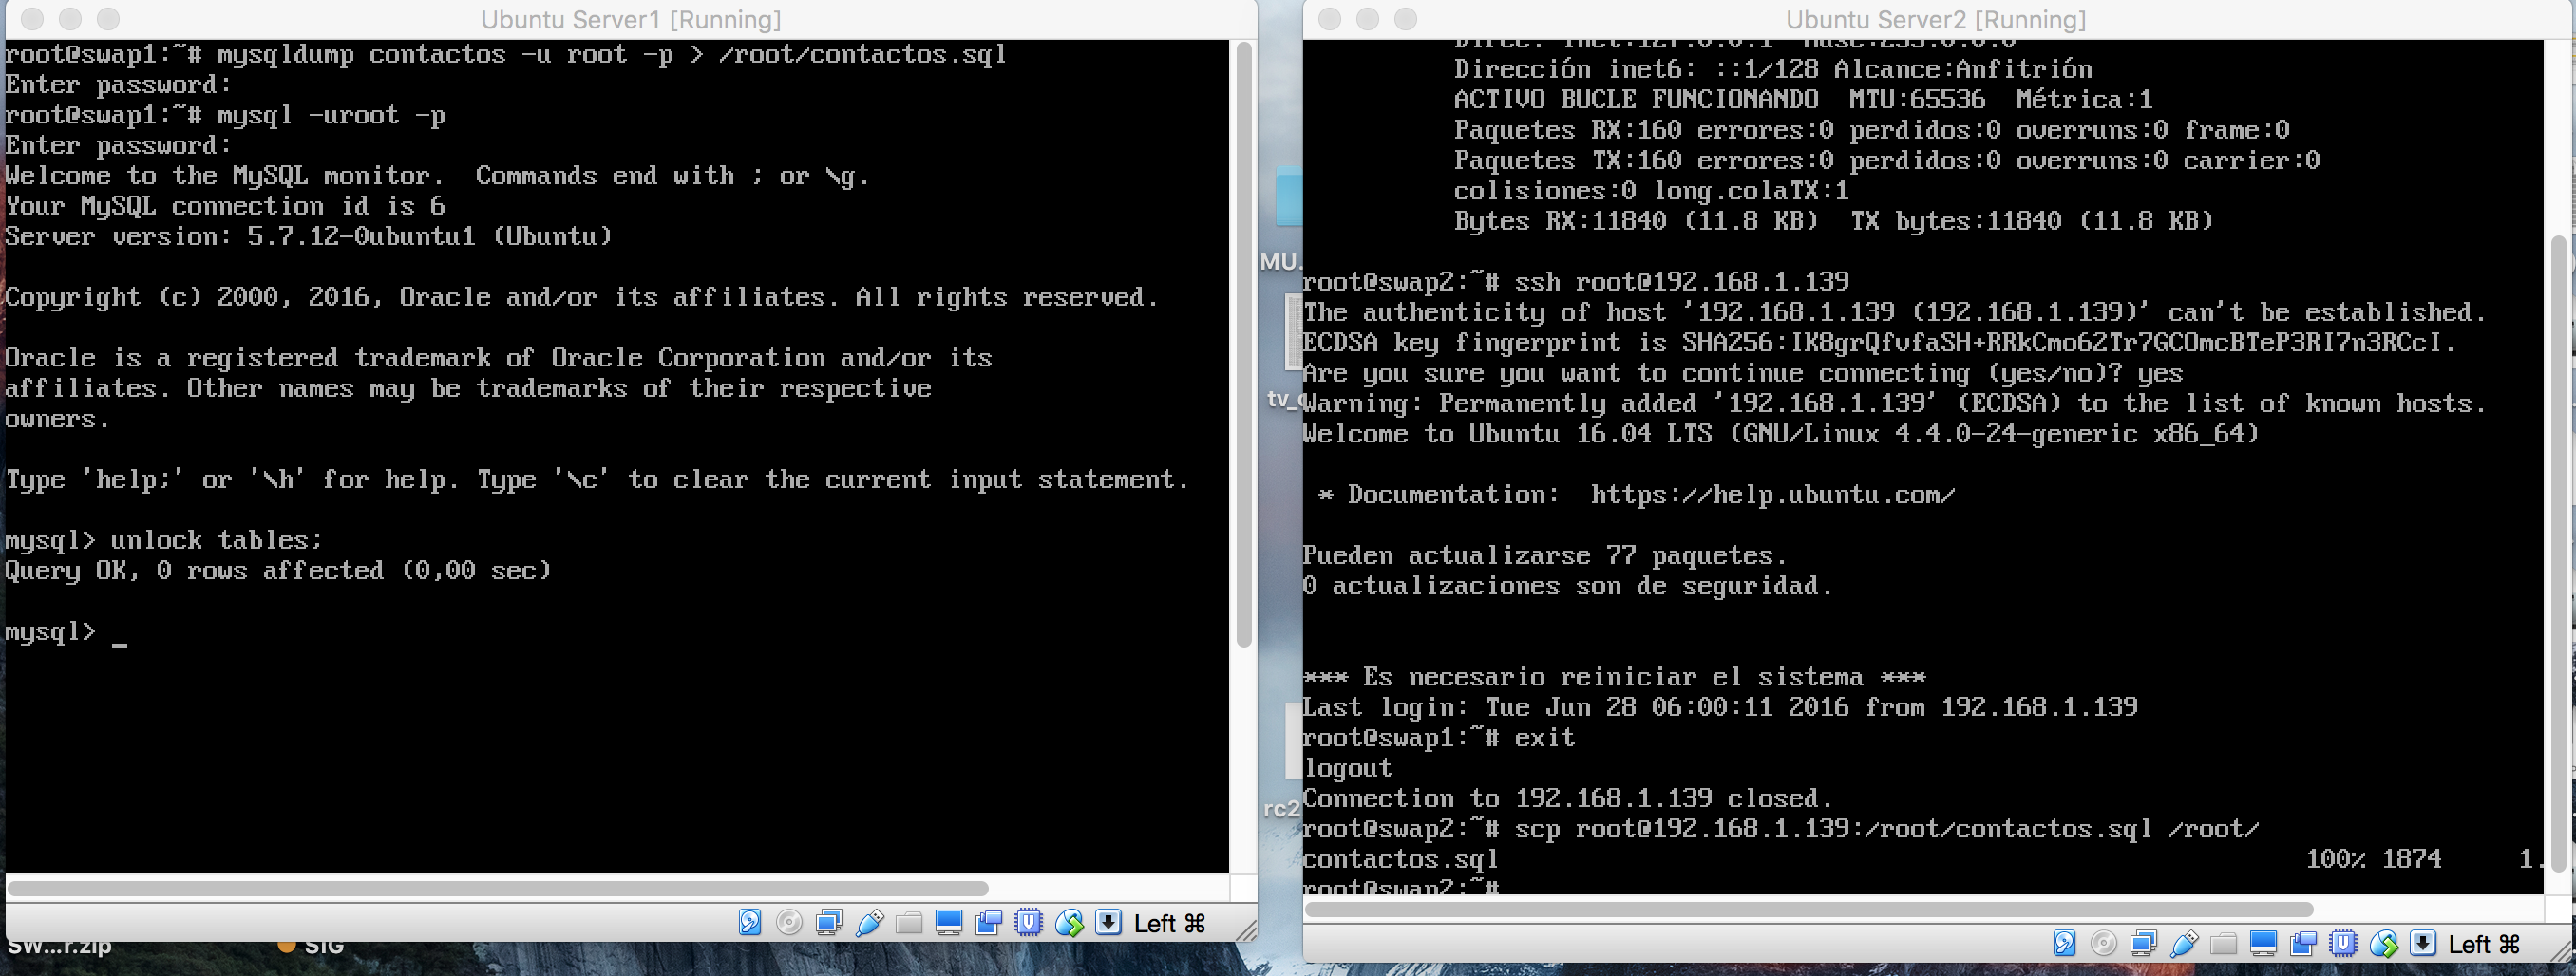 Ubuntu Server1 [Running]
root@swap1:~# mysqldump contactos -u root -p > /root/contactos.sql
Enter password:
root@swap1:~# mysql -uroot -p
Enter password:
Welcome to the MySQL monitor.  Commands end with ; or \g.
Your MySQL connection id is 6
Server version: 5.7.12-0ubuntu1 (Ubuntu)
Copyright (c) 2000, 2016, Oracle and/or its affiliates. All rights reserved.
Oracle is a registered trademark of Oracle Corporation and/or its
affiliates. Other names may be trademarks of their respective
owners.
Type 'help;' or '\h' for help. Type '\c' to clear the current input statement.
mysql> unlock tables;
Query OK, 0 rows affected (0,00 sec)
mysql> _
Left ⌘
SW...r.zip
SIG
MU.
tv_c
rc2
Ubuntu Server2 [Running]
Direc. inet:127.0.0.1  Másc:255.0.0.0
Dirección inet6: ::1/128 Alcance:Anfitrión
ACTIVO BUCLE FUNCIONANDO  MTU:65536  Métrica:1
Paquetes RX:160 errores:0 perdidos:0 overruns:0 frame:0
Paquetes TX:160 errores:0 perdidos:0 overruns:0 carrier:0
colisiones:0 long.colaTX:1
Bytes RX:11840 (11.8 KB)  TX bytes:11840 (11.8 KB)
root@swap2:~# ssh root@192.168.1.139
The authenticity of host '192.168.1.139 (192.168.1.139)' can't be established.
ECDSA key fingerprint is SHA256:IK8grQfvfaSH+RRkCmo62Tr7GCOmcBTeP3RI7n3RCcI.
Are you sure you want to continue connecting (yes/no)? yes
Warning: Permanently added '192.168.1.139' (ECDSA) to the list of known hosts.
Welcome to Ubuntu 16.04 LTS (GNU/Linux 4.4.0-24-generic x86_64)
* Documentation:  https://help.ubuntu.com/
Pueden actualizarse 77 paquetes.
0 actualizaciones son de seguridad.
*** Es necesario reiniciar el sistema ***
Last login: Tue Jun 28 06:00:11 2016 from 192.168.1.139
root@swap1:~# exit
logout
Connection to 192.168.1.139 closed.
root@swap2:~# scp root@192.168.1.139:/root/contactos.sql /root/
contactos.sql 100% 1874 1.
root@swap2:~#
Left ⌘